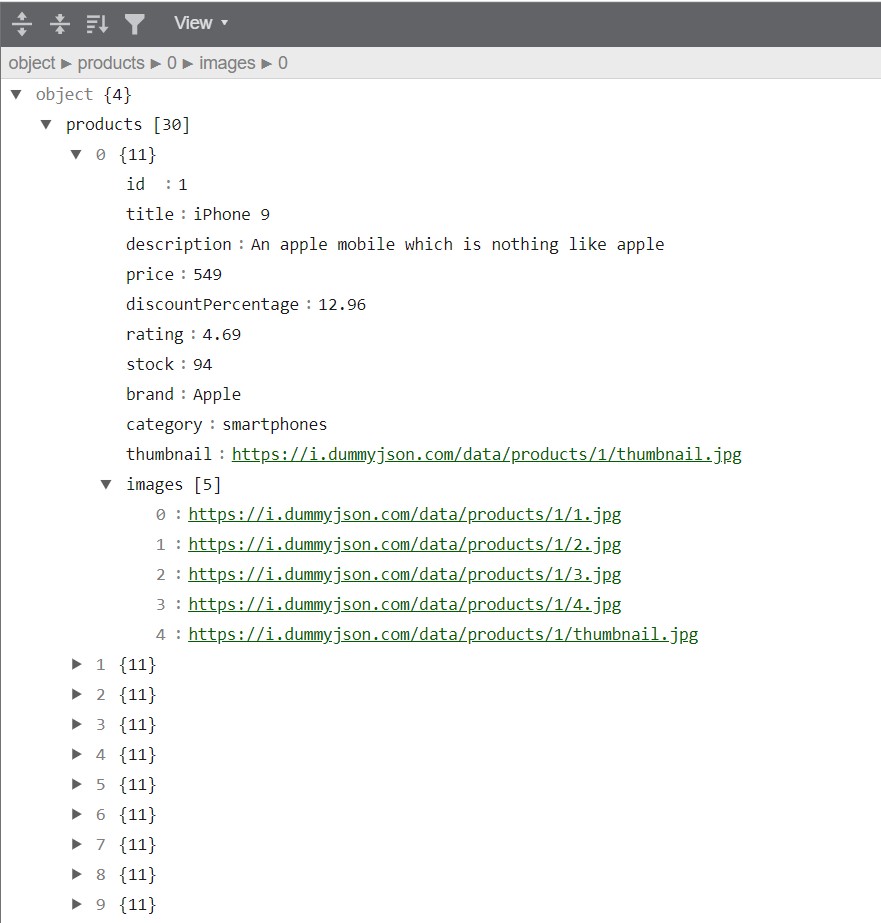 View
object ► products ► 0 ► images ► 0
object {4}
products [30]
0 {11}
id : 1
title : iPhone 9
description : An apple mobile which is nothing like apple
price : 549
discountPercentage : 12.96
rating : 4.69
stock : 94
brand : Apple
category : smartphones
thumbnail : https://i.dummyjson.com/data/products/1/thumbnail.jpg
images [5]
0 : https://i.dummyjson.com/data/products/1/1.jpg
1 : https://i.dummyjson.com/data/products/1/2.jpg
2 : https://i.dummyjson.com/data/products/1/3.jpg
3 : https://i.dummyjson.com/data/products/1/4.jpg
4 : https://i.dummyjson.com/data/products/1/thumbnail.jpg
1 {11}
2 {11}
3 {11}
4 {11}
5 {11}
6 {11}
7 {11}
8 {11}
9 {11}